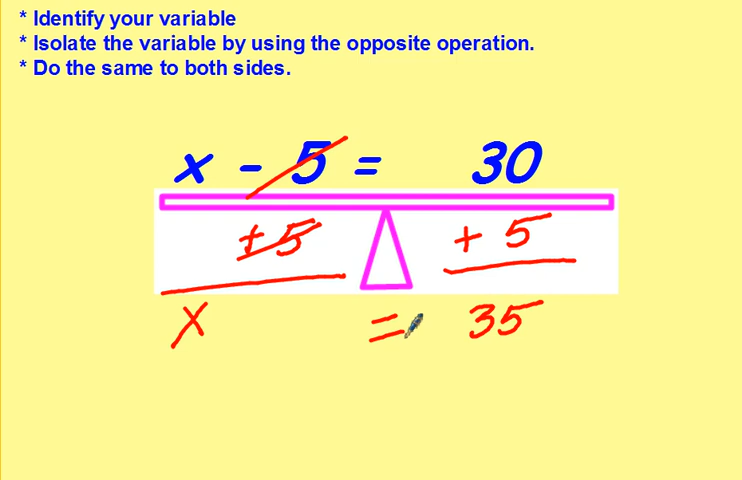 * Identify your variable
* Isolate the variable by using the opposite operation.
* Do the same to both sides.
x - 5 = 30
+5 + 5
x = 35